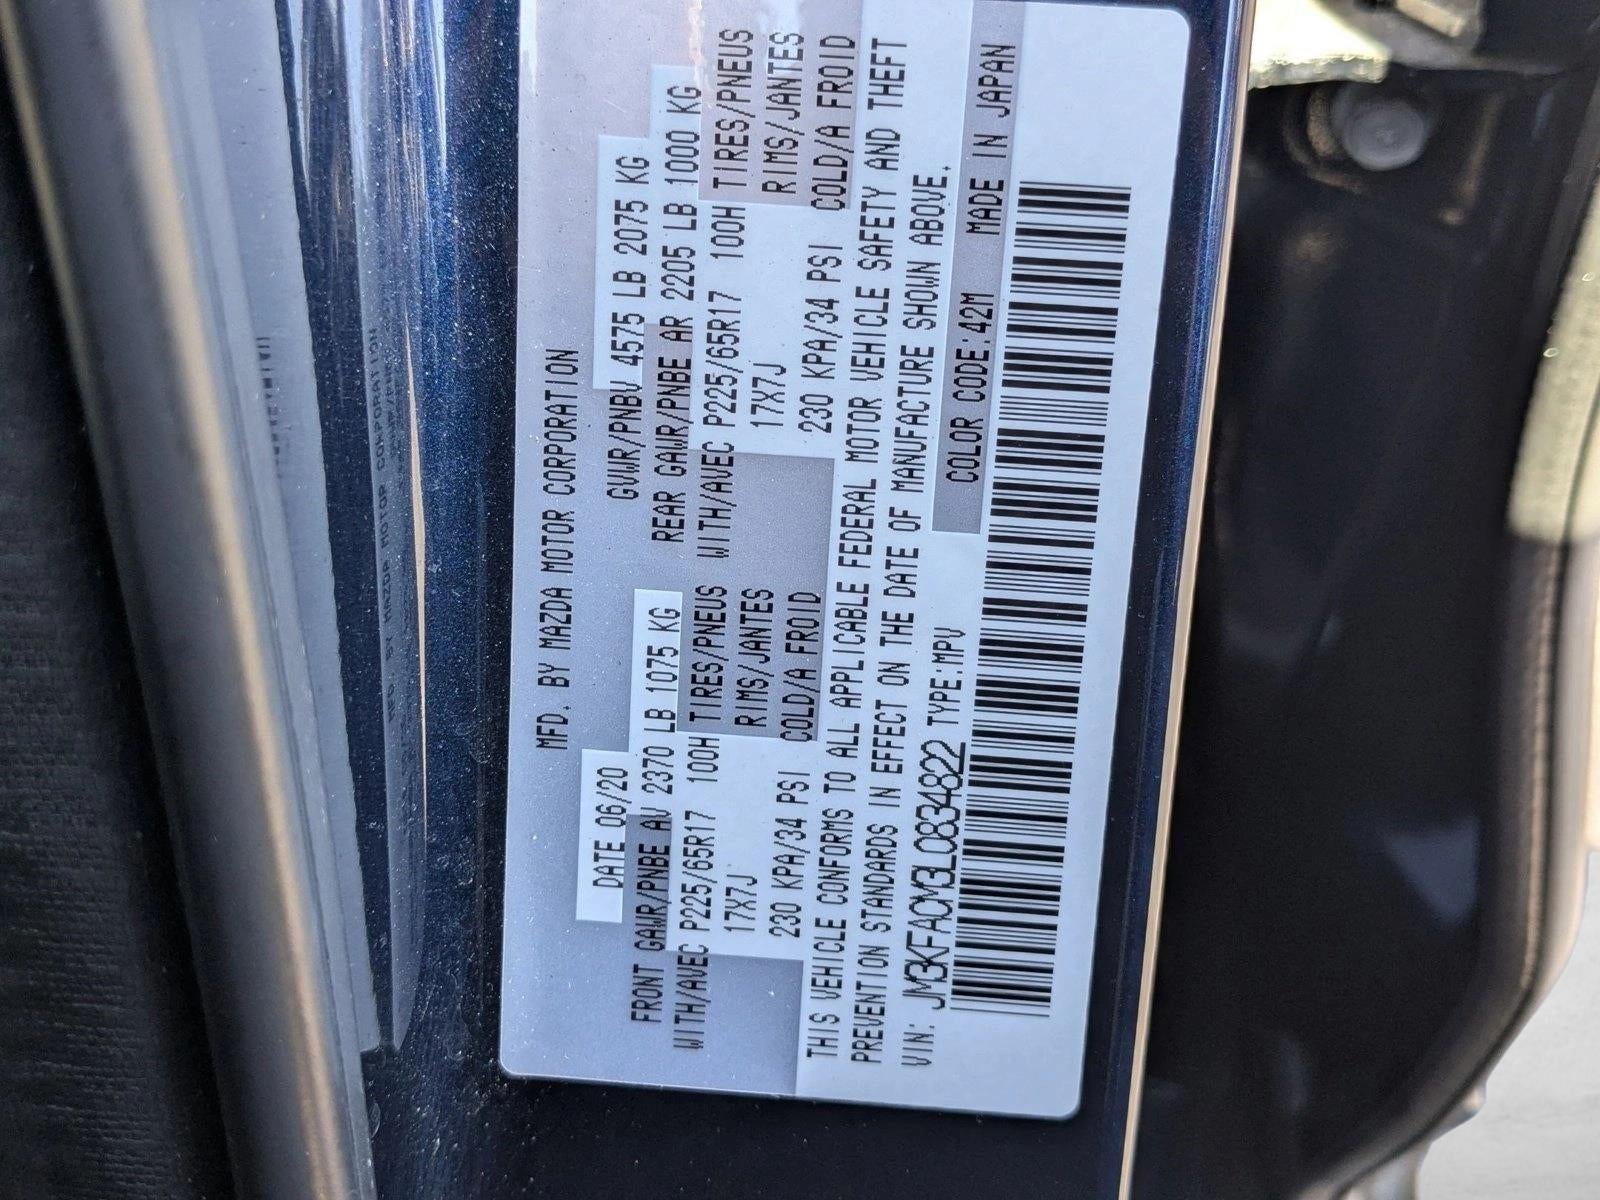 MFD. BY MAZDA MOTOR CORPORATION
DATE 06/20 GVWR/PNBV 4575 LB 2075 KG
FRONT GAWR/PNBE AV 2370 LB 1075 KG REAR GAWR/PNBE AR 2205 LB 1000 KG
WITH/AVEC P225/65R17 100H TIRES/PNEUS WITH/AVEC P225/65R17 100H TIRES/PNEUS
17X7J RIMS/JANTES 17X7J RIMS/JANTES
230 KPA/34 PSI COLD/A FROID 230 KPA/34 PSI COLD/A FROID
THIS VEHICLE CONFORMS TO ALL APPLICABLE FEDERAL MOTOR VEHICLE SAFETY AND THEFT
PREVENTION STANDARDS IN EFFECT ON THE DATE OF MANUFACTURE SHOWN ABOVE.
VIN: JM3KFACM3L0834822 TYPE:MPV COLOR CODE:42M MADE IN JAPAN